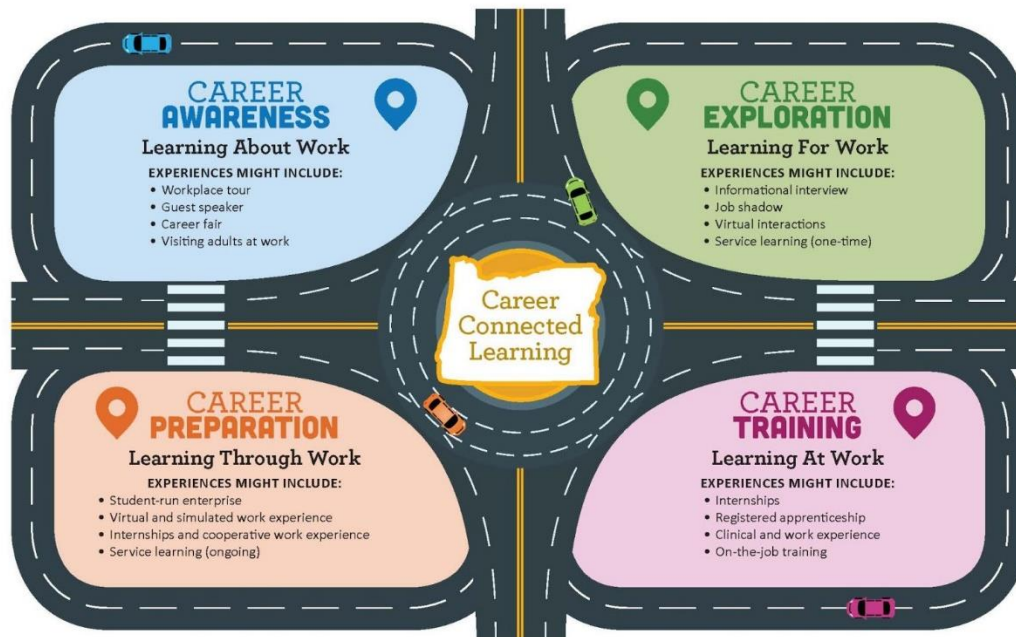 CAREER
AWARENESS
Learning About Work
EXPERIENCES MIGHT INCLUDE:
• Workplace tour
• Guest speaker
• Career fair
• Visiting adults at work
CAREER
EXPLORATION
Learning For Work
EXPERIENCES MIGHT INCLUDE:
• Informational interview
• Job shadow
• Virtual interactions
• Service learning (one-time)
Career
Connected
Learning
CAREER
PREPARATION
Learning Through Work
EXPERIENCES MIGHT INCLUDE:
• Student-run enterprise
• Virtual and simulated work experience
• Internships and cooperative work experience
• Service learning (ongoing)
CAREER
TRAINING
Learning At Work
EXPERIENCES MIGHT INCLUDE:
• Internships
• Registered apprenticeship
• Clinical and work experience
• On-the-job training